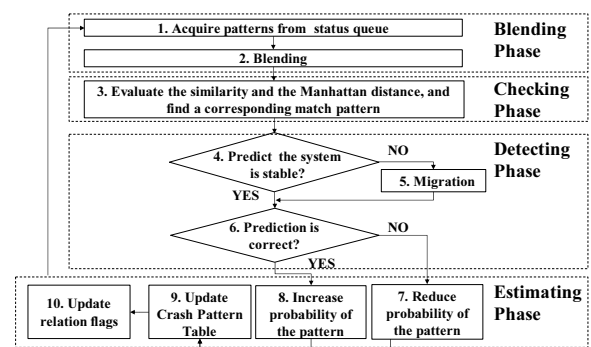 1. Acquire patterns from status queue
2. Blending
Blending
Phase
3. Evaluate the similarity and the Manhattan distance, and
find a corresponding match pattern
Checking
Phase
4. Predict the system
is stable?
NO
YES
5. Migration
Detecting
Phase
6. Prediction is
correct?
NO
YES
10. Update
relation flags
9. Update
Crash Pattern
Table
8. Increase
probability of
the pattern
7. Reduce
probability of
the pattern
Estimating
Phase